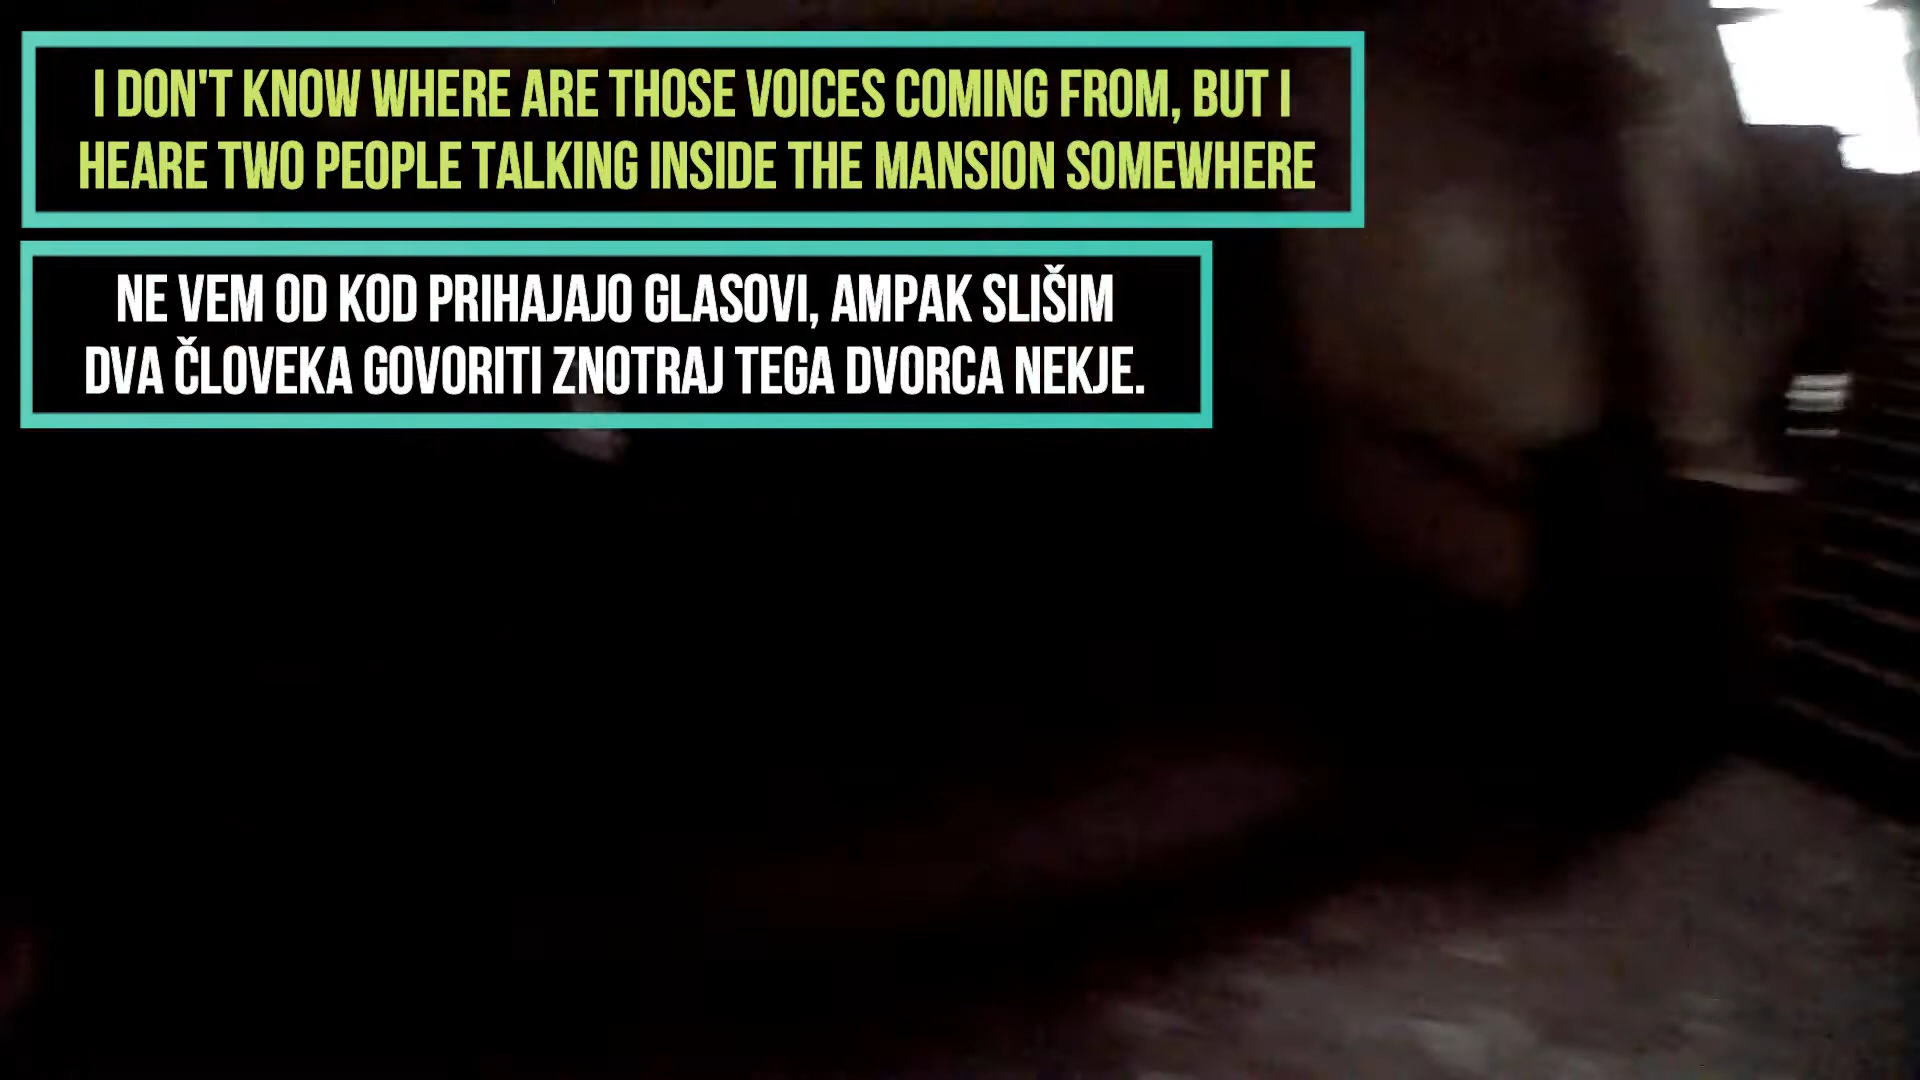 I DON'T KNOW WHERE ARE THOSE VOICES COMING FROM, BUT I
HEARE TWO PEOPLE TALKING INSIDE THE MANSION SOMEWHERE
NE VEM OD KOD PRIHAJAJO GLASOVI, AMPAK SLIŠIM
DVA ČLOVEKA GOVORITI ZNOTRAJ TEGA DVORCA NEKJE.